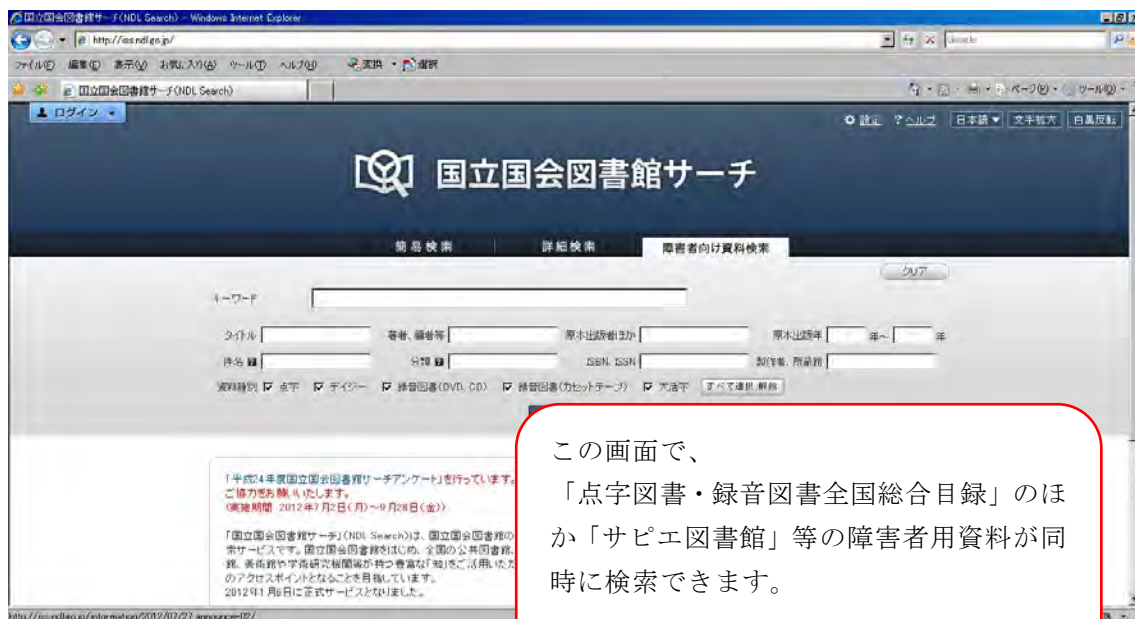 国立国会図書館サーチ(NDL Search) - Windows Internet Explorer
http://iss.ndl.go.jp/
Google
ファイル(F) 編集(E) 表示(V) お気に入り(A) ツール(T) ヘルプ(H) 変換 選択
国立国会図書館サーチ(NDL Search)
ページ(P) ツール(O)
ログイン
設定 ?ヘルプ 日本語▼ 文字拡大 白黒反転
国立国会図書館サーチ
簡易検索 詳細検索 障害者向け資料検索
クリア
キーワード
タイトル 著者、編者等 原本出版者ほか 原本出版年 年~ 年
件名 ? 分類 ? ISBN、ISSN 製作者、所蔵館
資料種別 点字 デイジー 録音図書(DVD、CD) 録音図書(カセットテープ) 大活字 すべて選択/解除
「平成24年度国立国会図書館サーチアンケート」を行っています。
ご協力をお願いいたします。
(実施期間 2012年7月2日(月)~9月28日(金))
「国立国会図書館サーチ」(NDL Search)は、国立国会図書館の
索サービスです。国立国会図書館をはじめ、全国の公共図書館、
館、美術館や学術研究機関等が持つ豊富な「知」をご活用いただ
のアクセスポイントとなることを目指しています。
2012年1月6日に正式サービスとなりました。
この画面で、
「点字図書・録音図書全国総合目録」のほ
か「サピエ図書館」等の障害者用資料が同
時に検索できます。
http://iss.ndl.go.jp/information/2012/07/27_announce-02/